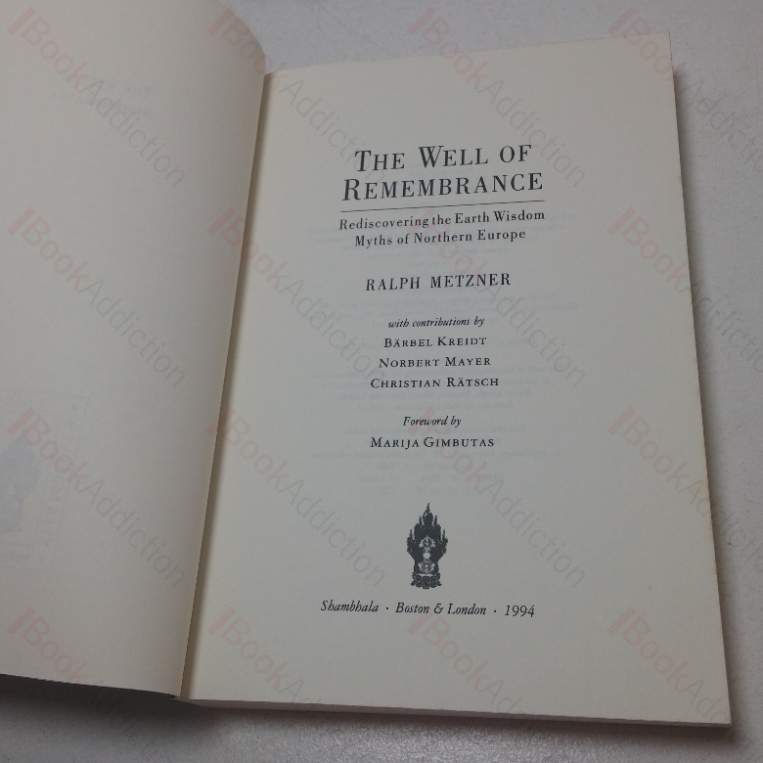 THE WELL OF
REMEMBRANCE
Rediscovering the Earth Wisdom
Myths of Northern Europe
RALPH METZNER
with contributions by
BÄRBEL KREIDT
NORBERT MAYER
CHRISTIAN RÄTSCH
Foreword by
MARIJA GIMBUTAS
Shambhala · Boston & London · 1994
BookAddiction